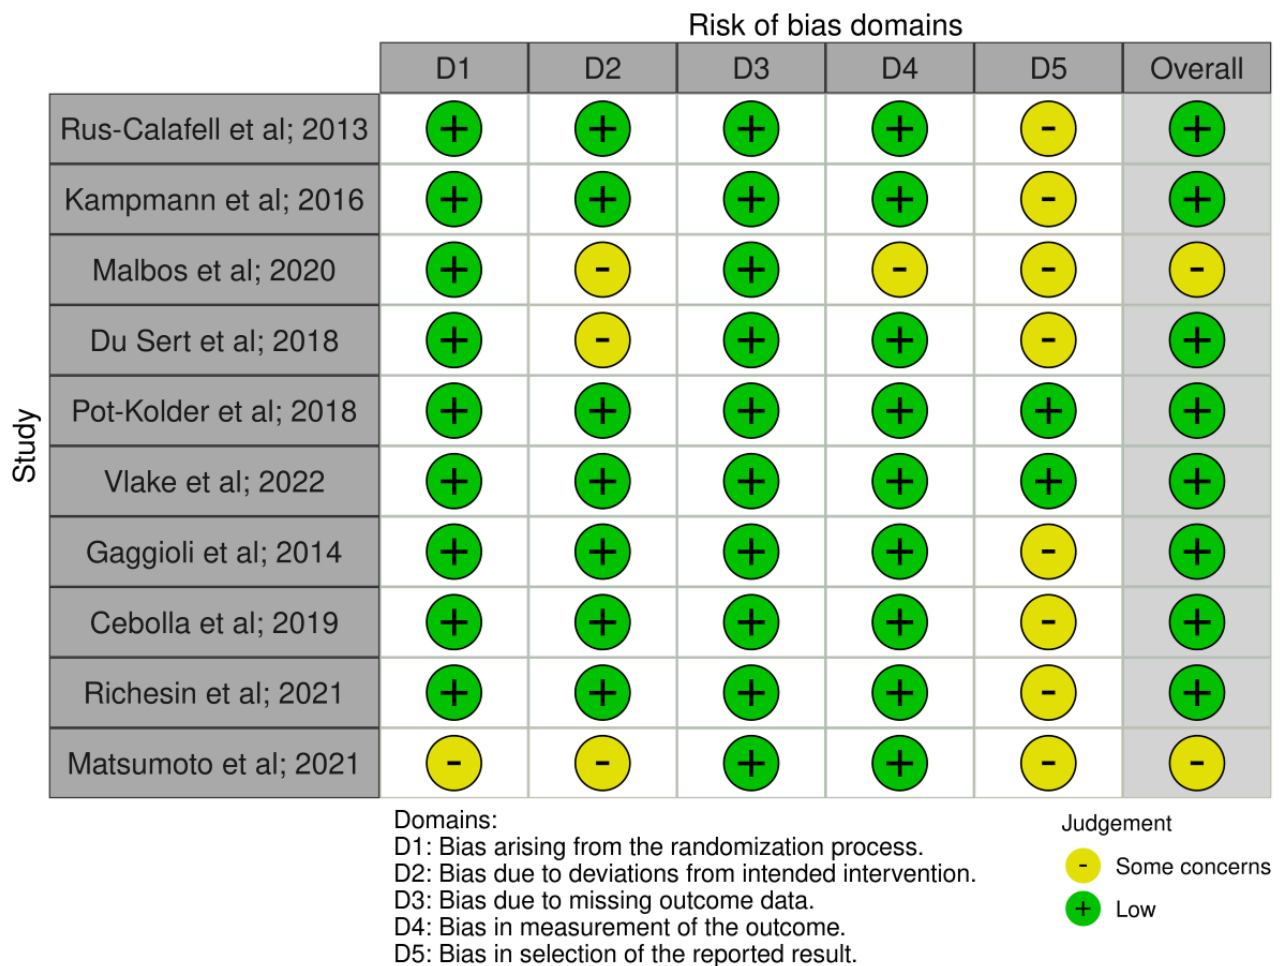 Risk of bias domains
D1 D2 D3 D4 D5 Overall
Study
Rus-Calafell et al; 2013 + + + + - +
Kampmann et al; 2016 + + + + - +
Malbos et al; 2020 + - + - - -
Du Sert et al; 2018 + - + + - +
Pot-Kolder et al; 2018 + + + + + +
Vlake et al; 2022 + + + + + +
Gaggioli et al; 2014 + + + + - +
Cebolla et al; 2019 + + + + - +
Richesin et al; 2021 + + + + - +
Matsumoto et al; 2021 - - + + - -
Domains:
D1: Bias arising from the randomization process.
D2: Bias due to deviations from intended intervention.
D3: Bias due to missing outcome data.
D4: Bias in measurement of the outcome.
D5: Bias in selection of the reported result.
Judgement
- Some concerns
+ Low